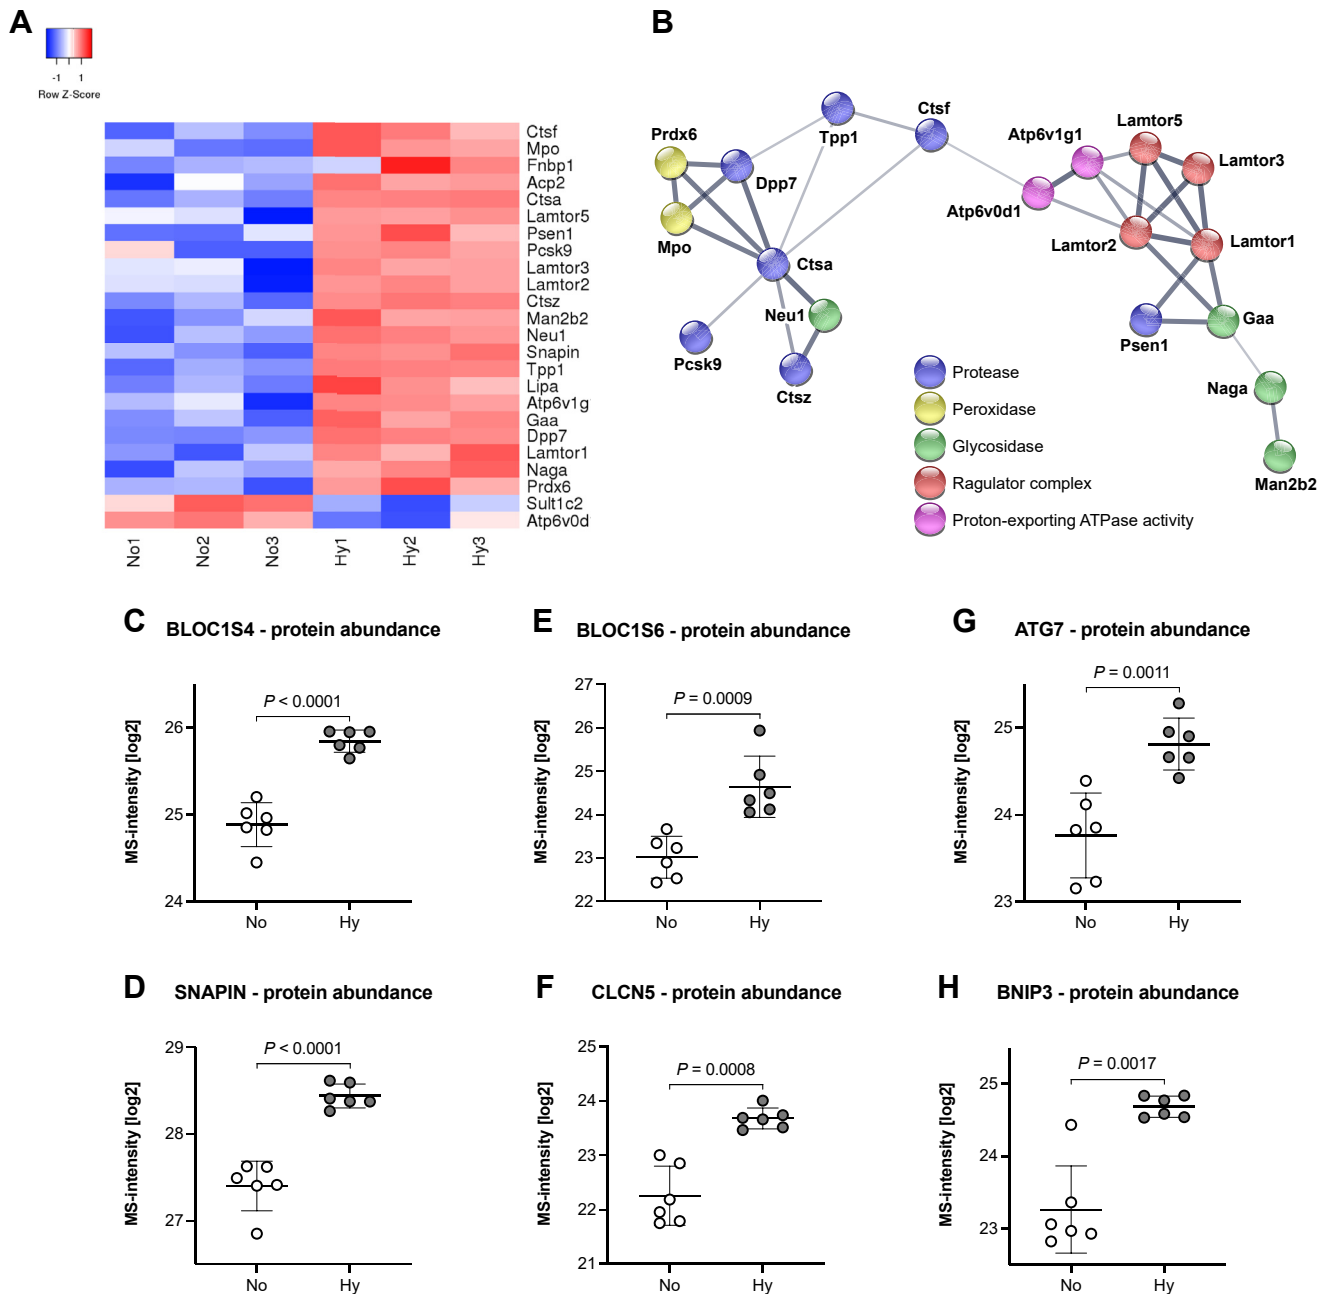 A
B
-1 1
Row Z-Score
Ctsf
Mpo
Fnbp1
Acp2
Ctsa
Lamtor5
Psen1
Pcsk9
Lamtor3
Lamtor2
Ctsz
Man2b2
Neu1
Snapin
Tpp1
Lipa
Atp6v1g
Gaa
Dpp7
Lamtor1
Naga
Prdx6
Sult1c2
Atp6v0d
No1 No2 No3 Hy1 Hy2 Hy3
Ctsf
Tpp1
Prdx6
Dpp7
Mpo
Ctsa
Neu1
Pcsk9
Ctsz
Atp6v1g1
Lamtor5
Lamtor3
Atp6v0d1
Lamtor2
Lamtor1
Psen1
Gaa
Naga
Man2b2
Protease
Peroxidase
Glycosidase
Ragulator complex
Proton-exporting ATPase activity
C
BLOC1S4 - protein abundance
P < 0.0001
MS-intensity [log2]
26
25
24
No Hy
E
BLOC1S6 - protein abundance
P = 0.0009
MS-intensity [log2]
27
26
25
24
23
22
No Hy
G
ATG7 - protein abundance
P = 0.0011
MS-intensity [log2]
25
24
23
No Hy
D
SNAPIN - protein abundance
P < 0.0001
MS-intensity [log2]
29
28
27
No Hy
F
CLCN5 - protein abundance
P = 0.0008
MS-intensity [log2]
25
24
23
22
21
No Hy
H
BNIP3 - protein abundance
P = 0.0017
MS-intensity [log2]
25
24
23
No Hy